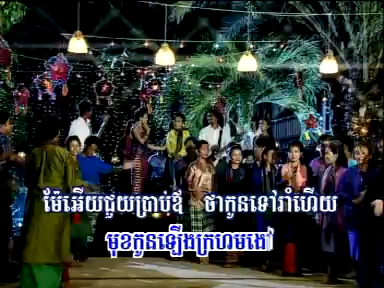 ម៉ែអើយជួយប្រាប់ឪ ថាកូនទៅរាំហើយ
មុខកូនឡើងក្រហមងៅ